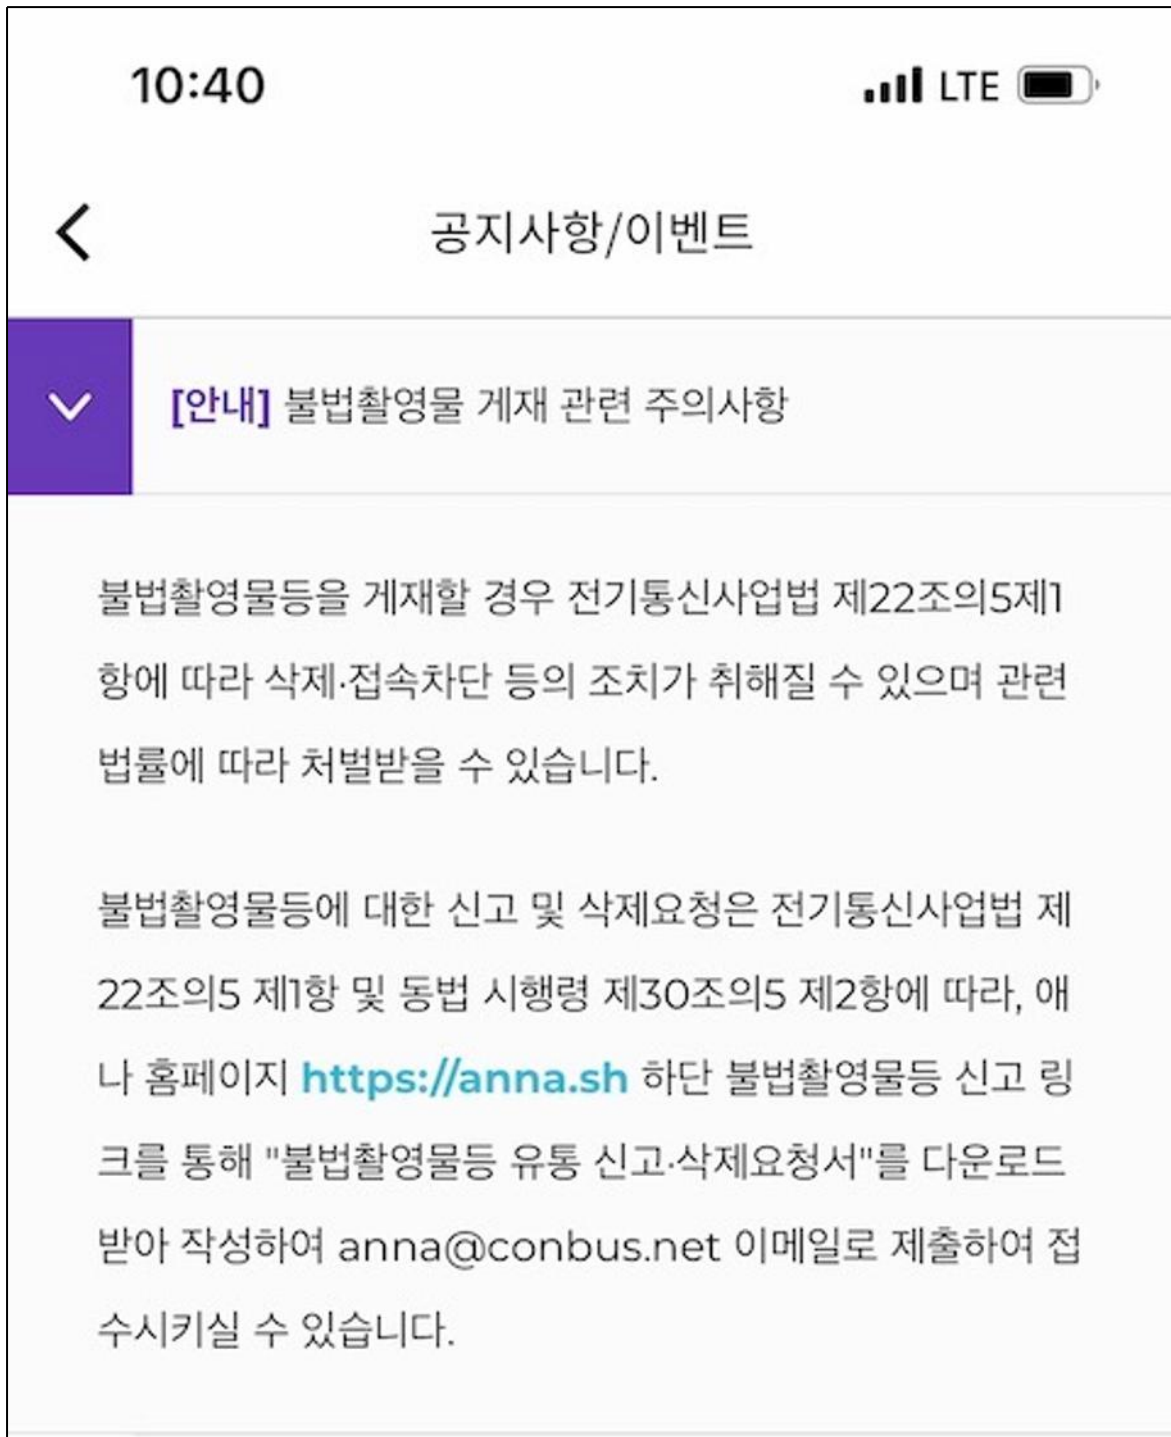 10:40 LTE
공지사항/이벤트
[안내] 불법촬영물 게재 관련 주의사항
불법촬영물등을 게재할 경우 전기통신사업법 제22조의5제1
항에 따라 삭제·접속차단 등의 조치가 취해질 수 있으며 관련
법률에 따라 처벌받을 수 있습니다.
불법촬영물등에 대한 신고 및 삭제요청은 전기통신사업법 제
22조의5 제1항 및 동법 시행령 제30조의5 제2항에 따라, 애
나 홈페이지 https://anna.sh 하단 불법촬영물등 신고 링
크를 통해 "불법촬영물등 유통 신고·삭제요청서"를 다운로드
받아 작성하여 anna@conbus.net 이메일로 제출하여 접
수시키실 수 있습니다.